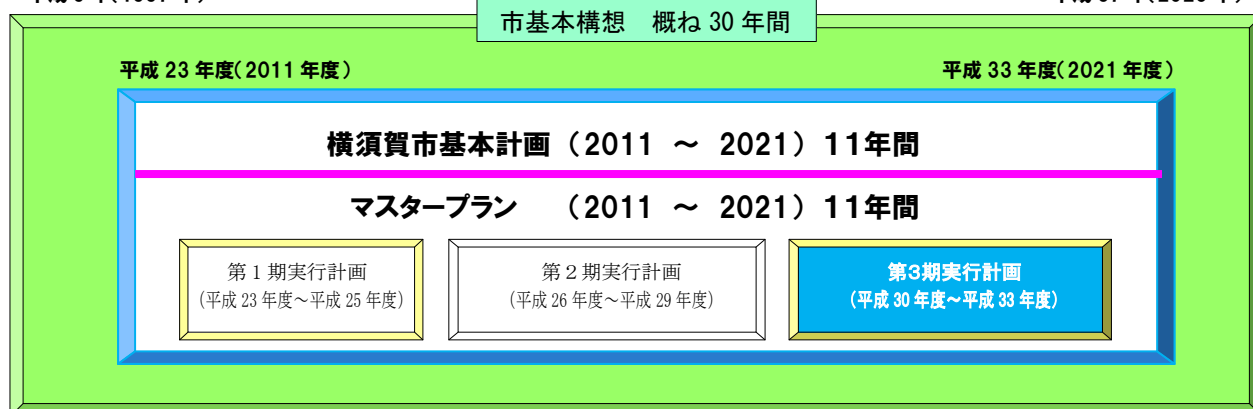 市基本構想 概ね 30 年間
平成 23 年度(2011 年度) 平成 33 年度(2021 年度)
横須賀市基本計画(2011 ～ 2021)11年間
マスタープラン (2011 ～ 2021)11年間
第1期実行計画 第2期実行計画 第3期実行計画
(平成 23 年度～平成 25 年度) (平成 26 年度～平成 29 年度) (平成 30 年度～平成 33 年度)